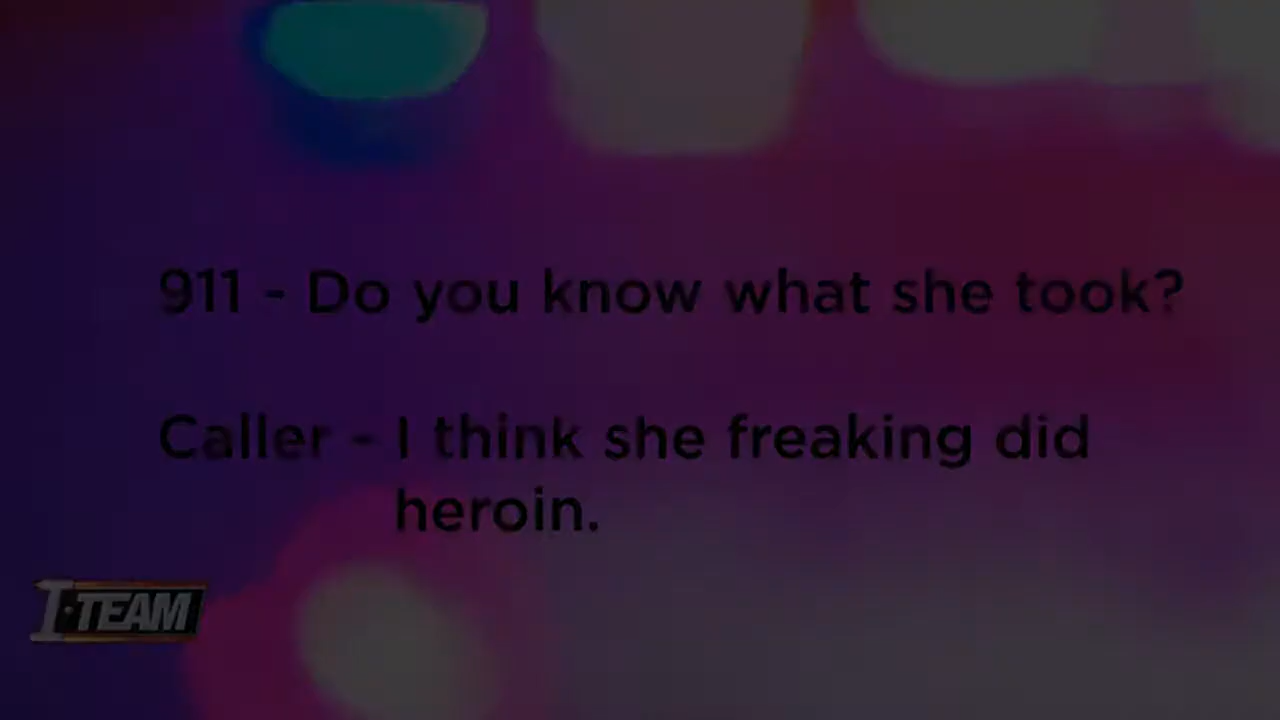 911 - Do you know what she took?
Caller - I think she freaking did
heroin.
I-TEAM